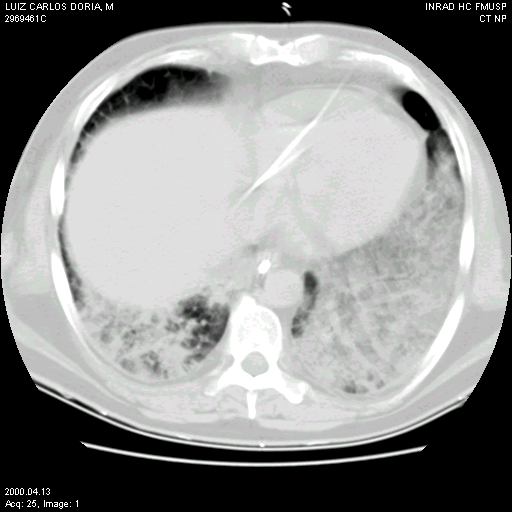 LUIZ CARLOS DORIA, M
2969461C
INRAD HC FMUSP
CT NP
2000.04.13
Acq: 25, Image: 1